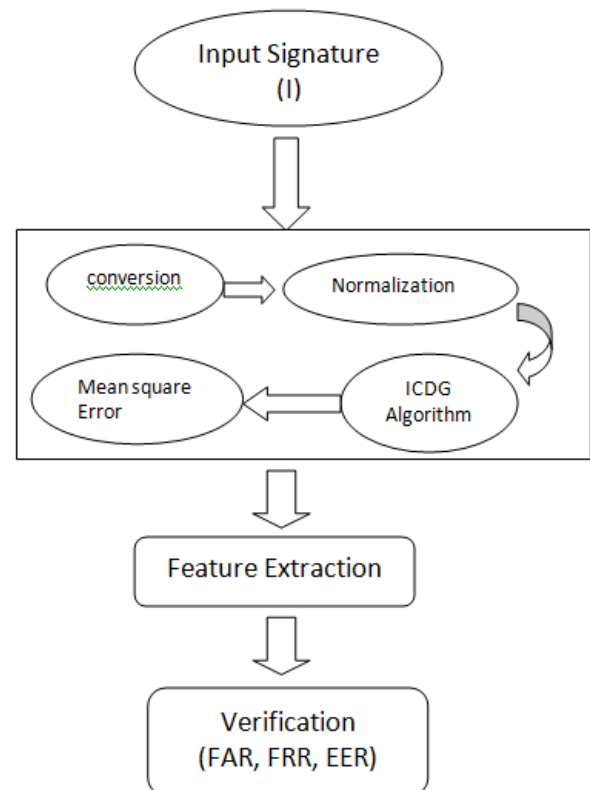 Input Signature
(I)
conversion
Normalization
ICDG
Algorithm
Mean square
Error
Feature Extraction
Verification
(FAR, FRR, EER)